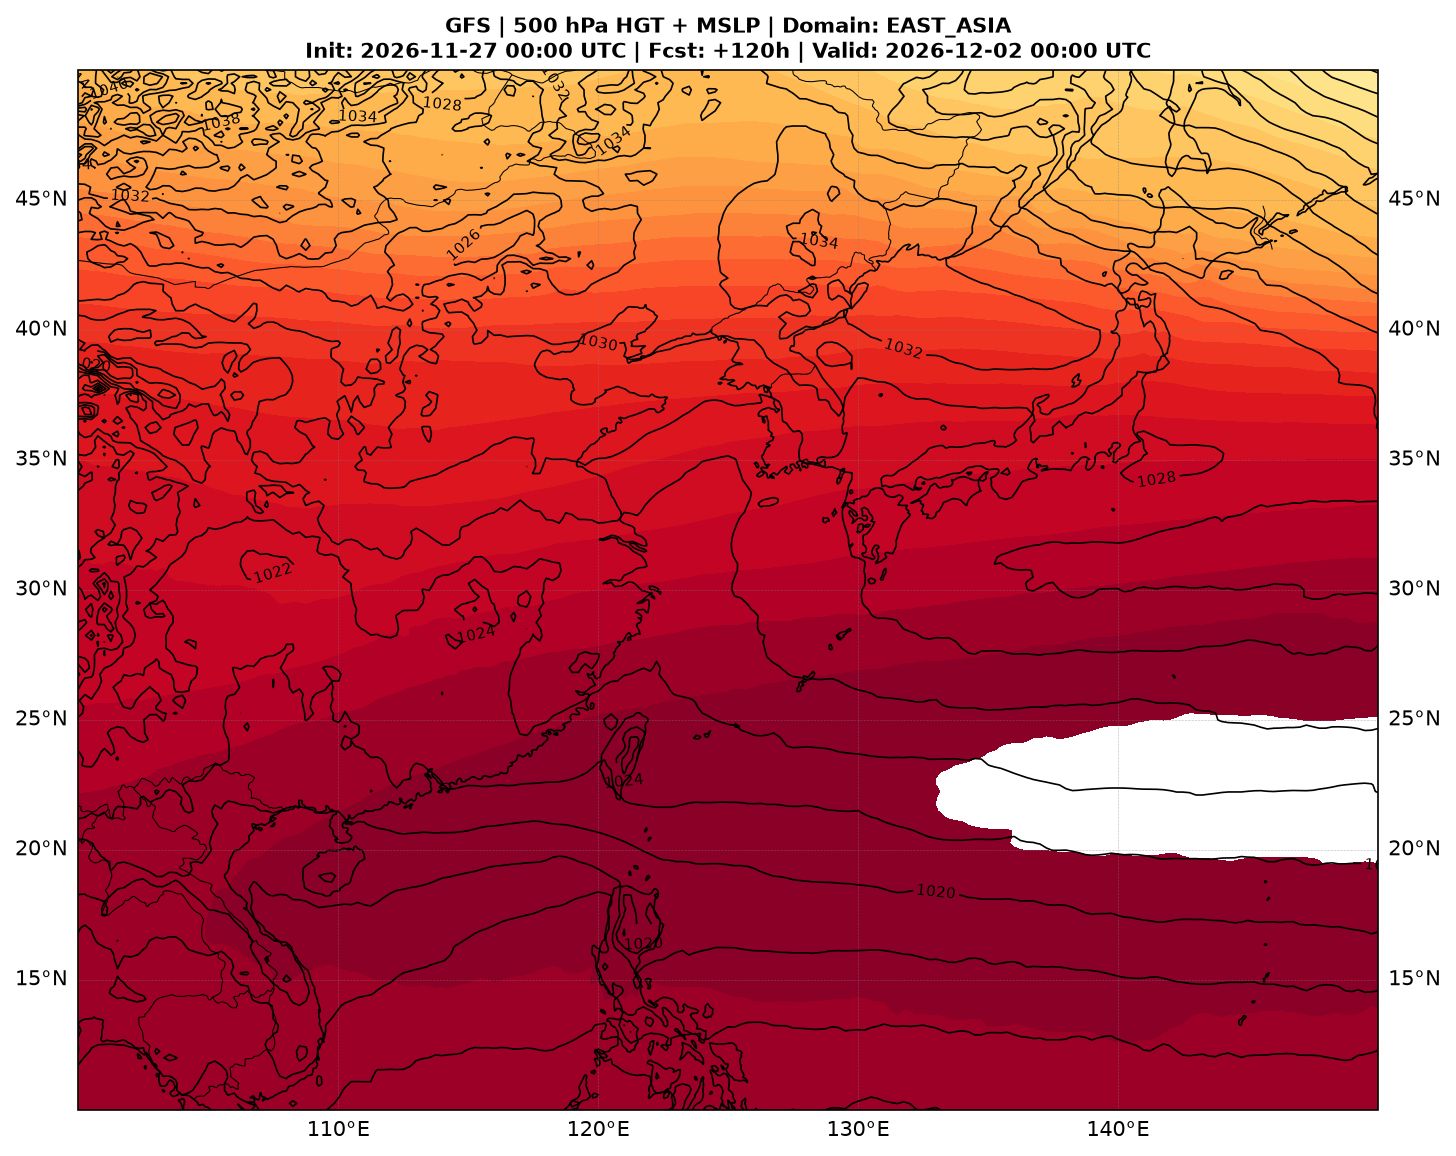 GFS | 500 hPa HGT + MSLP | Domain: EAST_ASIA
Init: 2026-11-27 00:00 UTC | Fcst: +120h | Valid: 2026-12-02 00:00 UTC
1028
1034
1038
1034
1032
45°N
45°N
1026
1034
40°N
40°N
1030
1032
35°N
35°N
1028
1022
30°N
30°N
1024
25°N
25°N
1024
20°N
20°N
1020
1020
15°N
15°N
110°E
120°E
130°E
140°E